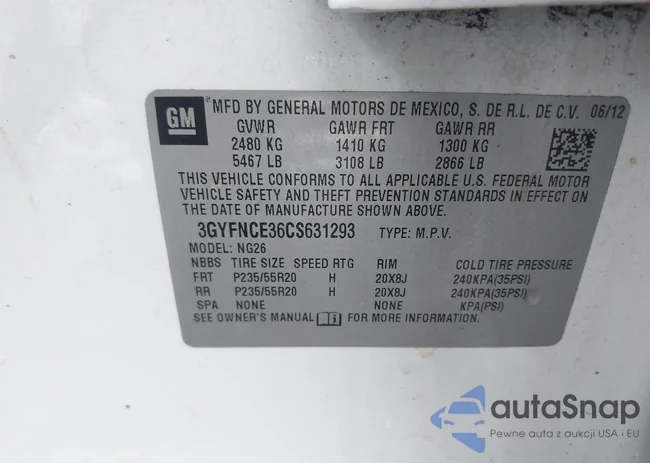 GM
MFD BY GENERAL MOTORS DE MEXICO, S. DE R.L. DE C.V. 06/12
GVWR GAWR FRT GAWR RR
2480 KG 1410 KG 1300 KG
5467 LB 3108 LB 2866 LB
THIS VEHICLE CONFORMS TO ALL APPLICABLE U.S. FEDERAL MOTOR
VEHICLE SAFETY AND THEFT PREVENTION STANDARDS IN EFFECT ON
THE DATE OF MANUFACTURE SHOWN ABOVE.
3GYFNCE36CS631293 TYPE: M.P.V.
MODEL: NG26
NBBS TIRE SIZE SPEED RTG RIM COLD TIRE PRESSURE
FRT P235/55R20 H 20X8J 240KPA(35PSI)
RR P235/55R20 H 20X8J 240KPA(35PSI)
SPA NONE NONE KPA(PSI)
SEE OWNER'S MANUAL FOR MORE INFORMATION.
autoSnap
Pewne auta z aukcji USA i EU